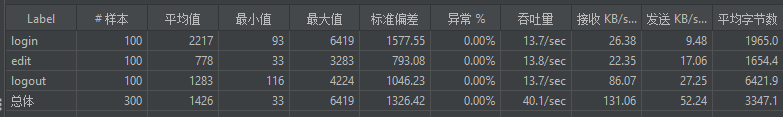 Label # 样本 平均值 最小值 最大值 标准偏差 异常 % 吞吐量 接收 KB/s... 发送 KB/s... 平均字节数
login 100 2217 93 6419 1577.55 0.00% 13.7/sec 26.38 9.48 1965.0
edit 100 778 33 3283 793.08 0.00% 13.8/sec 22.35 17.06 1654.4
logout 100 1283 116 4224 1046.23 0.00% 13.7/sec 86.07 27.25 6421.9
总体 300 1426 33 6419 1326.42 0.00% 40.1/sec 131.06 52.24 3347.1